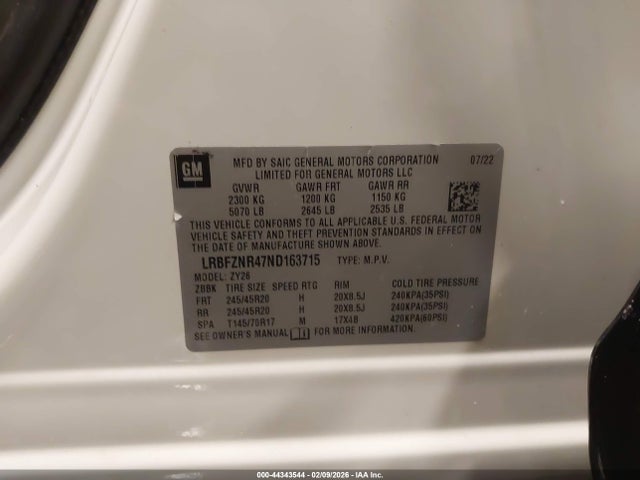 GM
MFD BY SAIC GENERAL MOTORS CORPORATION 07/22
LIMITED FOR GENERAL MOTORS LLC
GVWR GAWR FRT GAWR RR
2300 KG 1200 KG 1150 KG
5070 LB 2645 LB 2535 LB
THIS VEHICLE CONFORMS TO ALL APPLICABLE U.S. FEDERAL MOTOR
VEHICLE SAFETY AND THEFT PREVENTION STANDARDS IN EFFECT ON
THE DATE OF MANUFACTURE SHOWN ABOVE.
LRBFZNR47ND163715 TYPE: M.P.V.
MODEL: ZY26
ZBBK TIRE SIZE SPEED RTG RIM COLD TIRE PRESSURE
FRT 245/45R20 H 20X8.5J 240KPA(35PSI)
RR 245/45R20 H 20X8.5J 240KPA(35PSI)
SPA T145/70R17 M 17X4B 420KPA(60PSI)
SEE OWNER'S MANUAL FOR MORE INFORMATION
000-44343544 — 02/09/2026 — IAA Inc.